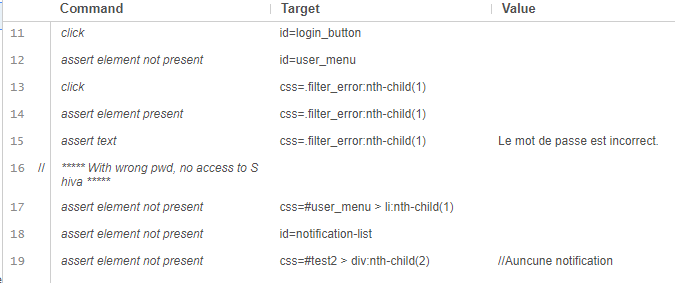 Command Target Value
11 click id=login_button
12 assert element not present id=user_menu
13 click css=.filter_error:nth-child(1)
14 assert element present css=.filter_error:nth-child(1)
15 assert text css=.filter_error:nth-child(1) Le mot de passe est incorrect.
16 // ***** With wrong pwd, no access to S
hiva *****
17 assert element not present css=#user_menu > li:nth-child(1)
18 assert element not present id=notification-list
19 assert element not present css=#test2 > div:nth-child(2) //Auncune notification